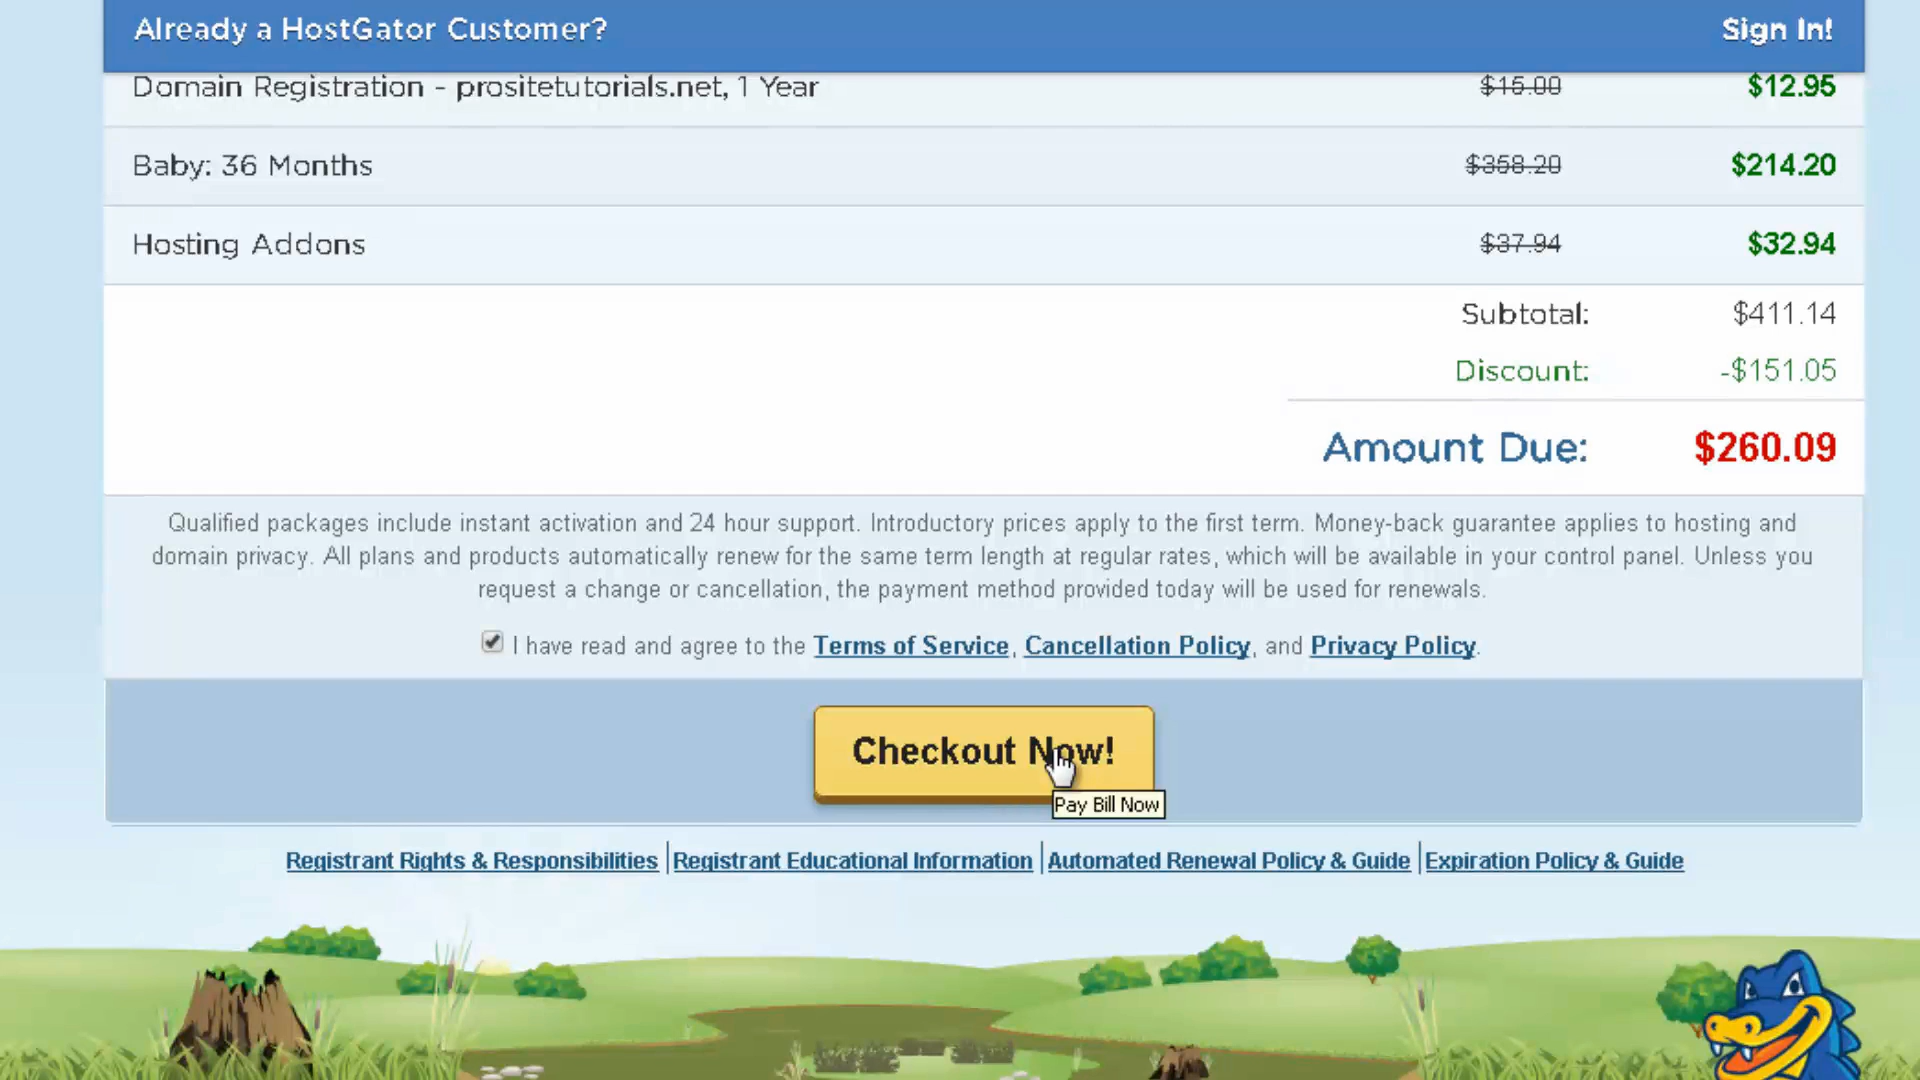 Already a HostGator Customer? Sign In!
Domain Registration - prositetutorials.net, 1 Year $15.00 $12.95
Baby: 36 Months $358.20 $214.20
Hosting Addons $37.94 $32.94
Subtotal: $411.14
Discount: -$151.05
Amount Due: $260.09
Qualified packages include instant activation and 24 hour support. Introductory prices apply to the first term. Money-back guarantee applies to hosting and
domain privacy. All plans and products automatically renew for the same term length at regular rates, which will be available in your control panel. Unless you
request a change or cancellation, the payment method provided today will be used for renewals.
I have read and agree to the Terms of Service, Cancellation Policy, and Privacy Policy.
Checkout Now!
Pay Bill Now
Registrant Rights & Responsibilities Registrant Educational Information Automated Renewal Policy & Guide Expiration Policy & Guide